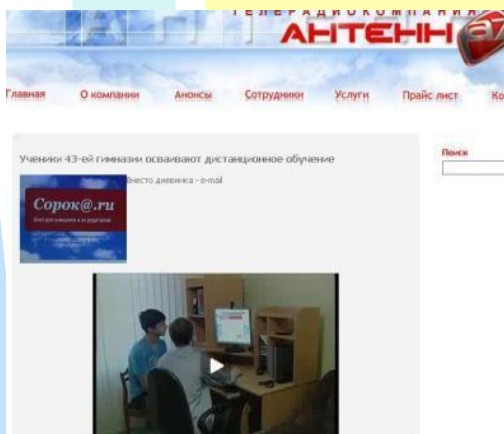 ТЕЛЕРАДИОКОМПАНИЯ
АНТЕНН@
Главная О компании Анонсы Сотрудники Услуги Прайс лист Ко
Ученики 43-ей гимназии осваивают дистанционное обучение
Поиск
Вместо дневника - e-mail
Сорок@.ru